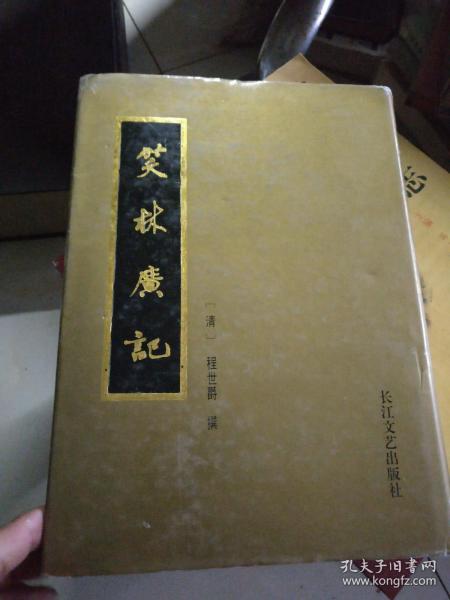 笑林廣記
〔清〕 程世爵 撰
长江文艺出版社
志
孔夫子旧书网
www.kongfz.com